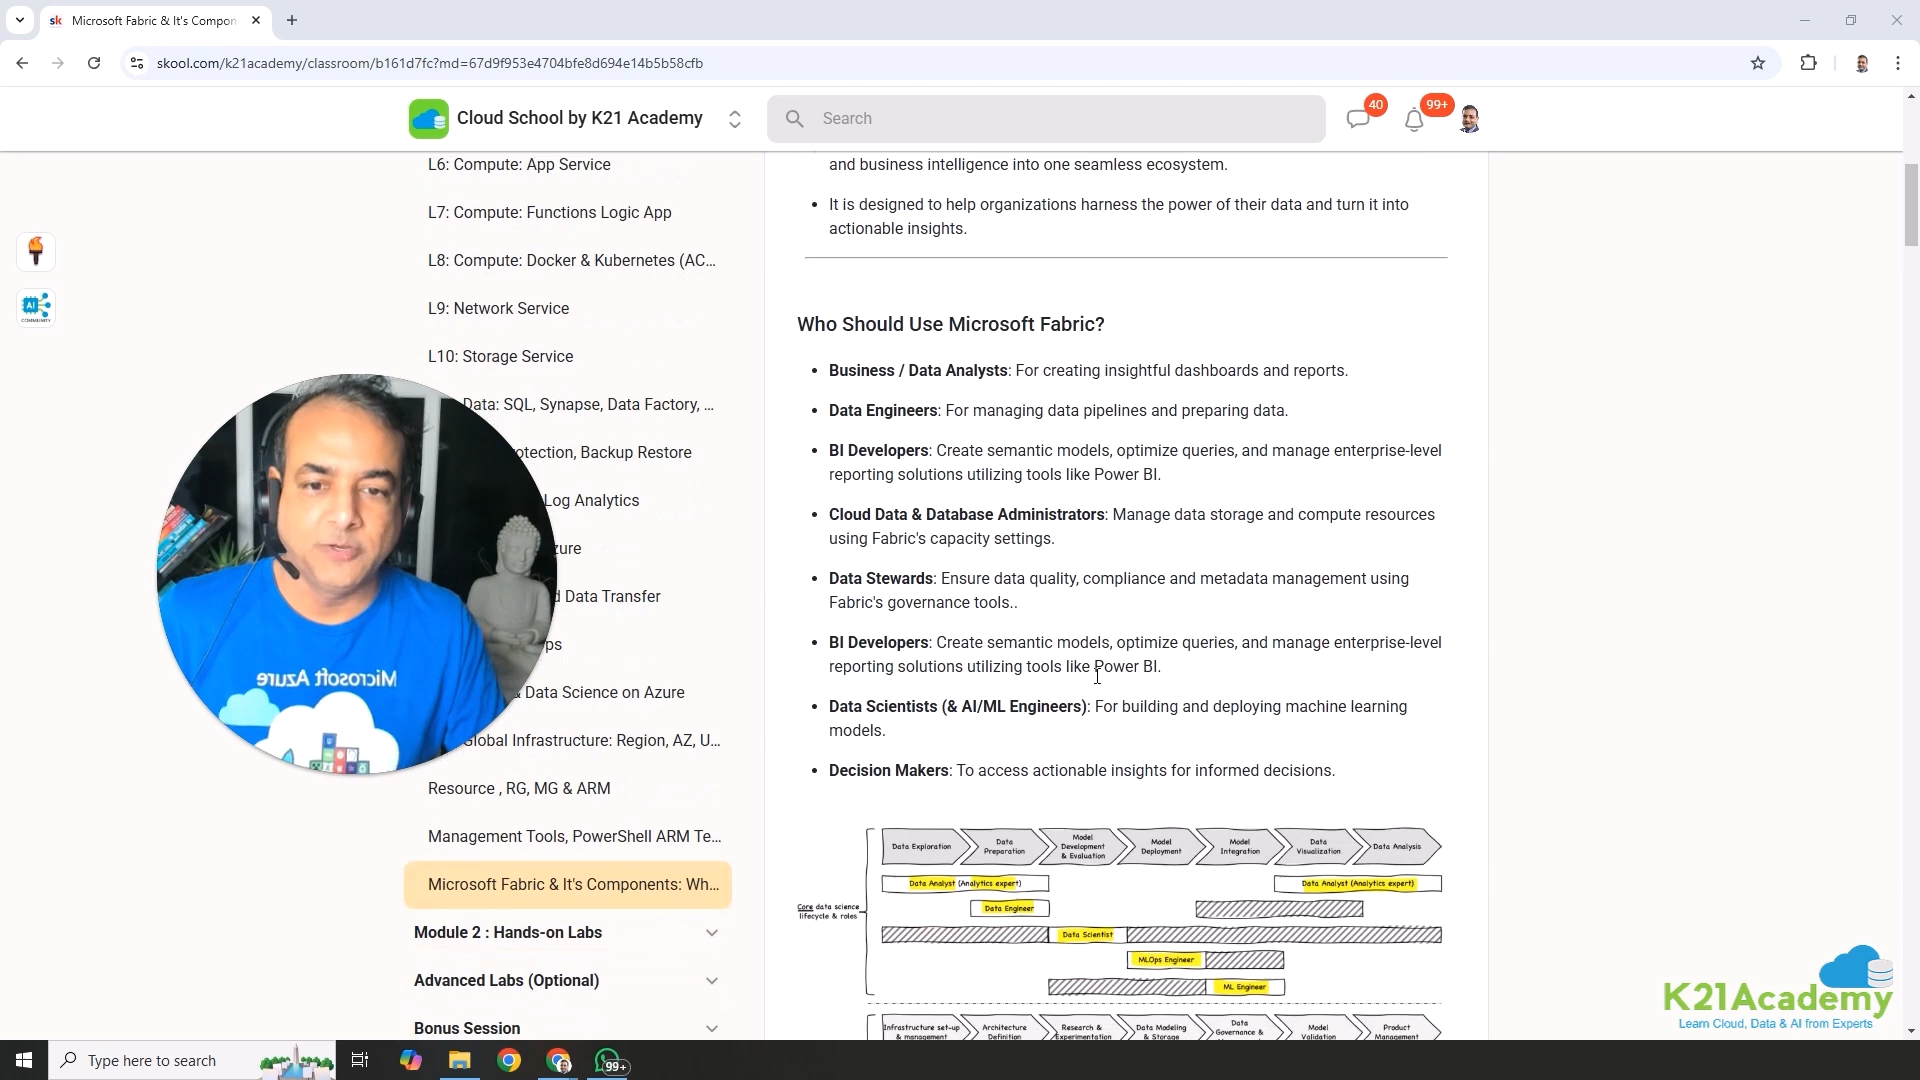 Microsoft Fabric & It's Compon
skool.com/k21academy/classroom/b161d7fc?md=67d9f953e4704bfe8d694e14b5b58cfb
Cloud School by K21 Academy
Search
40
99+
L6: Compute: App Service
L7: Compute: Functions Logic App
L8: Compute: Docker & Kubernetes (AC...
L9: Network Service
L10: Storage Service
Data: SQL, Synapse, Data Factory, ...
otection, Backup Restore
Log Analytics
zure
d Data Transfer
ps
& Data Science on Azure
Global Infrastructure: Region, AZ, U...
Resource , RG, MG & ARM
Management Tools, PowerShell ARM Te...
Microsoft Fabric & It's Components: Wh...
Module 2 : Hands-on Labs
Advanced Labs (Optional)
Bonus Session
AI
COMMUNITY
Microsoft Azure
and business intelligence into one seamless ecosystem.
• It is designed to help organizations harness the power of their data and turn it into
actionable insights.
Who Should Use Microsoft Fabric?
• Business / Data Analysts: For creating insightful dashboards and reports.
• Data Engineers: For managing data pipelines and preparing data.
• BI Developers: Create semantic models, optimize queries, and manage enterprise-level
reporting solutions utilizing tools like Power BI.
• Cloud Data & Database Administrators: Manage data storage and compute resources
using Fabric's capacity settings.
• Data Stewards: Ensure data quality, compliance and metadata management using
Fabric's governance tools..
• BI Developers: Create semantic models, optimize queries, and manage enterprise-level
reporting solutions utilizing tools like Power BI.
• Data Scientists (& AI/ML Engineers): For building and deploying machine learning
models.
• Decision Makers: To access actionable insights for informed decisions.
Data Exploration
Data
Preparation
Model
Development
& Evaluation
Model
Deployment
Model
Integration
Data
Visualization
Data Analysis
Core data science
lifecycle & roles
Data Analyst (Analytics expert)
Data Analyst (Analytics expert)
Data Engineer
Data Scientist
MLOps Engineer
ML Engineer
Infrastructure set-up
& management
Architecture
Definition
Research &
Experimentation
Data Modeling
& Storage
Data
Governance &
Model
Validation
Product
Management
K21Academy
Learn Cloud, Data & AI from Experts
Type here to search
99+